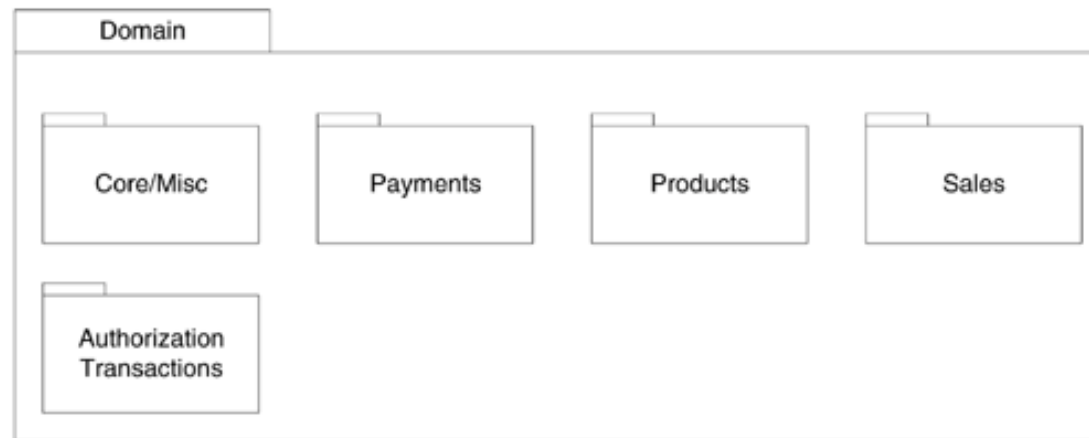 Domain
Core/Misc
Payments
Products
Sales
Authorization
Transactions